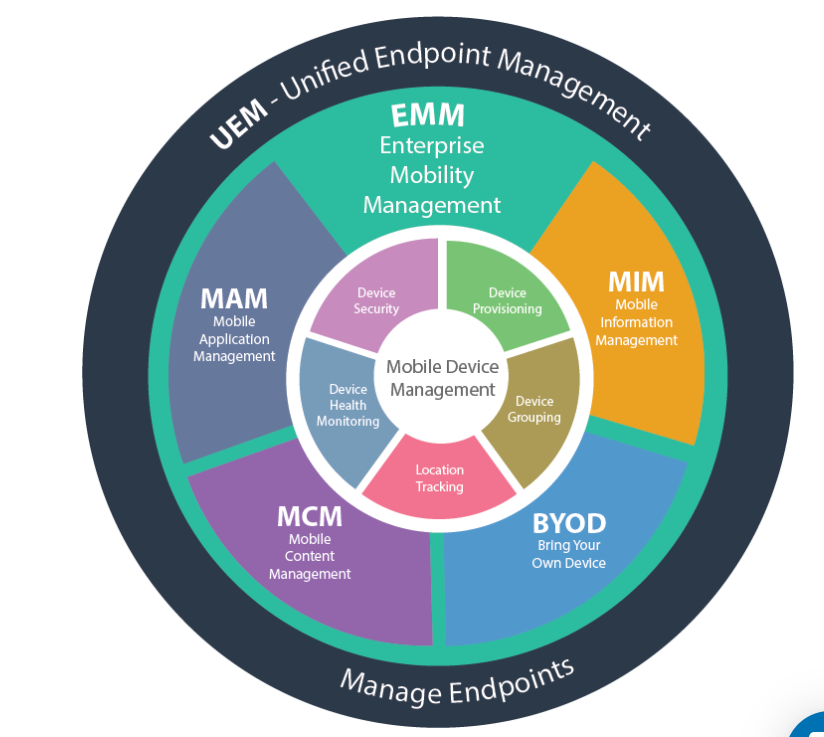 UEM - Unified Endpoint Management
EMM
Enterprise
Mobility
Management
MAM
Mobile
Application
Management
MIM
Mobile
Information
Management
Device
Security
Device
Provisioning
Mobile Device
Management
Device
Health
Monitoring
Device
Grouping
Location
Tracking
MCM
Mobile
Content
Management
BYOD
Bring Your
Own Device
Manage Endpoints